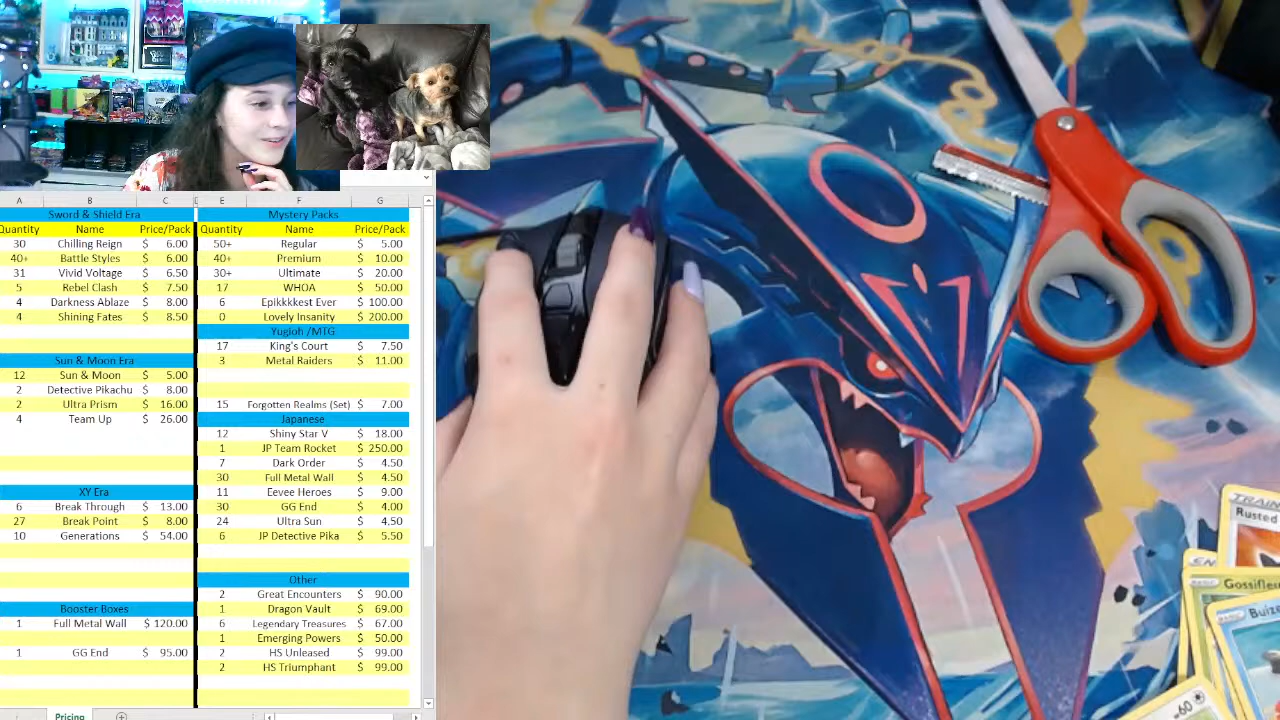 A B C E F G
Sword & Shield Era Mystery Packs
Quantity Name Price/Pack Quantity Name Price/Pack
30 Chilling Reign $ 6.00 50+ Regular $ 5.00
40+ Battle Styles $ 6.00 40+ Premium $ 10.00
31 Vivid Voltage $ 6.50 30+ Ultimate $ 20.00
5 Rebel Clash $ 7.50 17 WHOA $ 50.00
4 Darkness Ablaze $ 8.00 6 Epikkkkest Ever $ 100.00
4 Shining Fates $ 8.50 0 Lovely Insanity $ 200.00
Yugioh /MTG
17 King's Court $ 7.50
Sun & Moon Era 3 Metal Raiders $ 11.00
12 Sun & Moon $ 5.00
2 Detective Pikachu $ 8.00
2 Ultra Prism $ 16.00 15 Forgotten Realms (Set) $ 7.00
4 Team Up $ 26.00 Japanese
12 Shiny Star V $ 18.00
1 JP Team Rocket $ 250.00
7 Dark Order $ 4.50
30 Full Metal Wall $ 4.50
XY Era 11 Eevee Heroes $ 9.00
6 Break Through $ 13.00 30 GG End $ 4.00
27 Break Point $ 8.00 24 Ultra Sun $ 4.50
10 Generations $ 54.00 6 JP Detective Pika $ 5.50
Other
2 Great Encounters $ 90.00
Booster Boxes 1 Dragon Vault $ 69.00
1 Full Metal Wall $ 120.00 6 Legendary Treasures $ 67.00
1 Emerging Powers $ 50.00
1 GG End $ 95.00 2 HS Unleased $ 99.00
2 HS Triumphant $ 99.00
Pricing
TRAIN
Rusted
BASIC Gossifleu
BASIC Buize
60